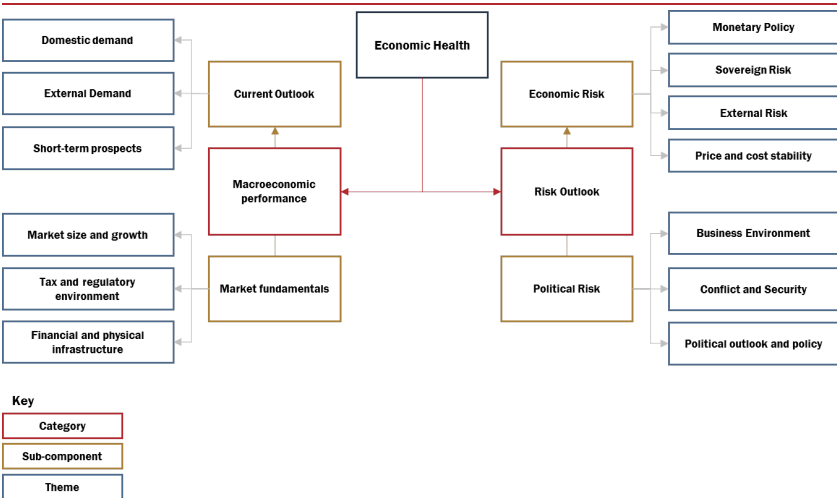 Economic Health
Domestic demand
External Demand
Short-term prospects
Current Outlook
Macroeconomic
performance
Market fundamentals
Market size and growth
Tax and regulatory
environment
Financial and physical
infrastructure
Economic Risk
Risk Outlook
Political Risk
Monetary Policy
Sovereign Risk
External Risk
Price and cost stability
Business Environment
Conflict and Security
Political outlook and policy
Key
Category
Sub-component
Theme